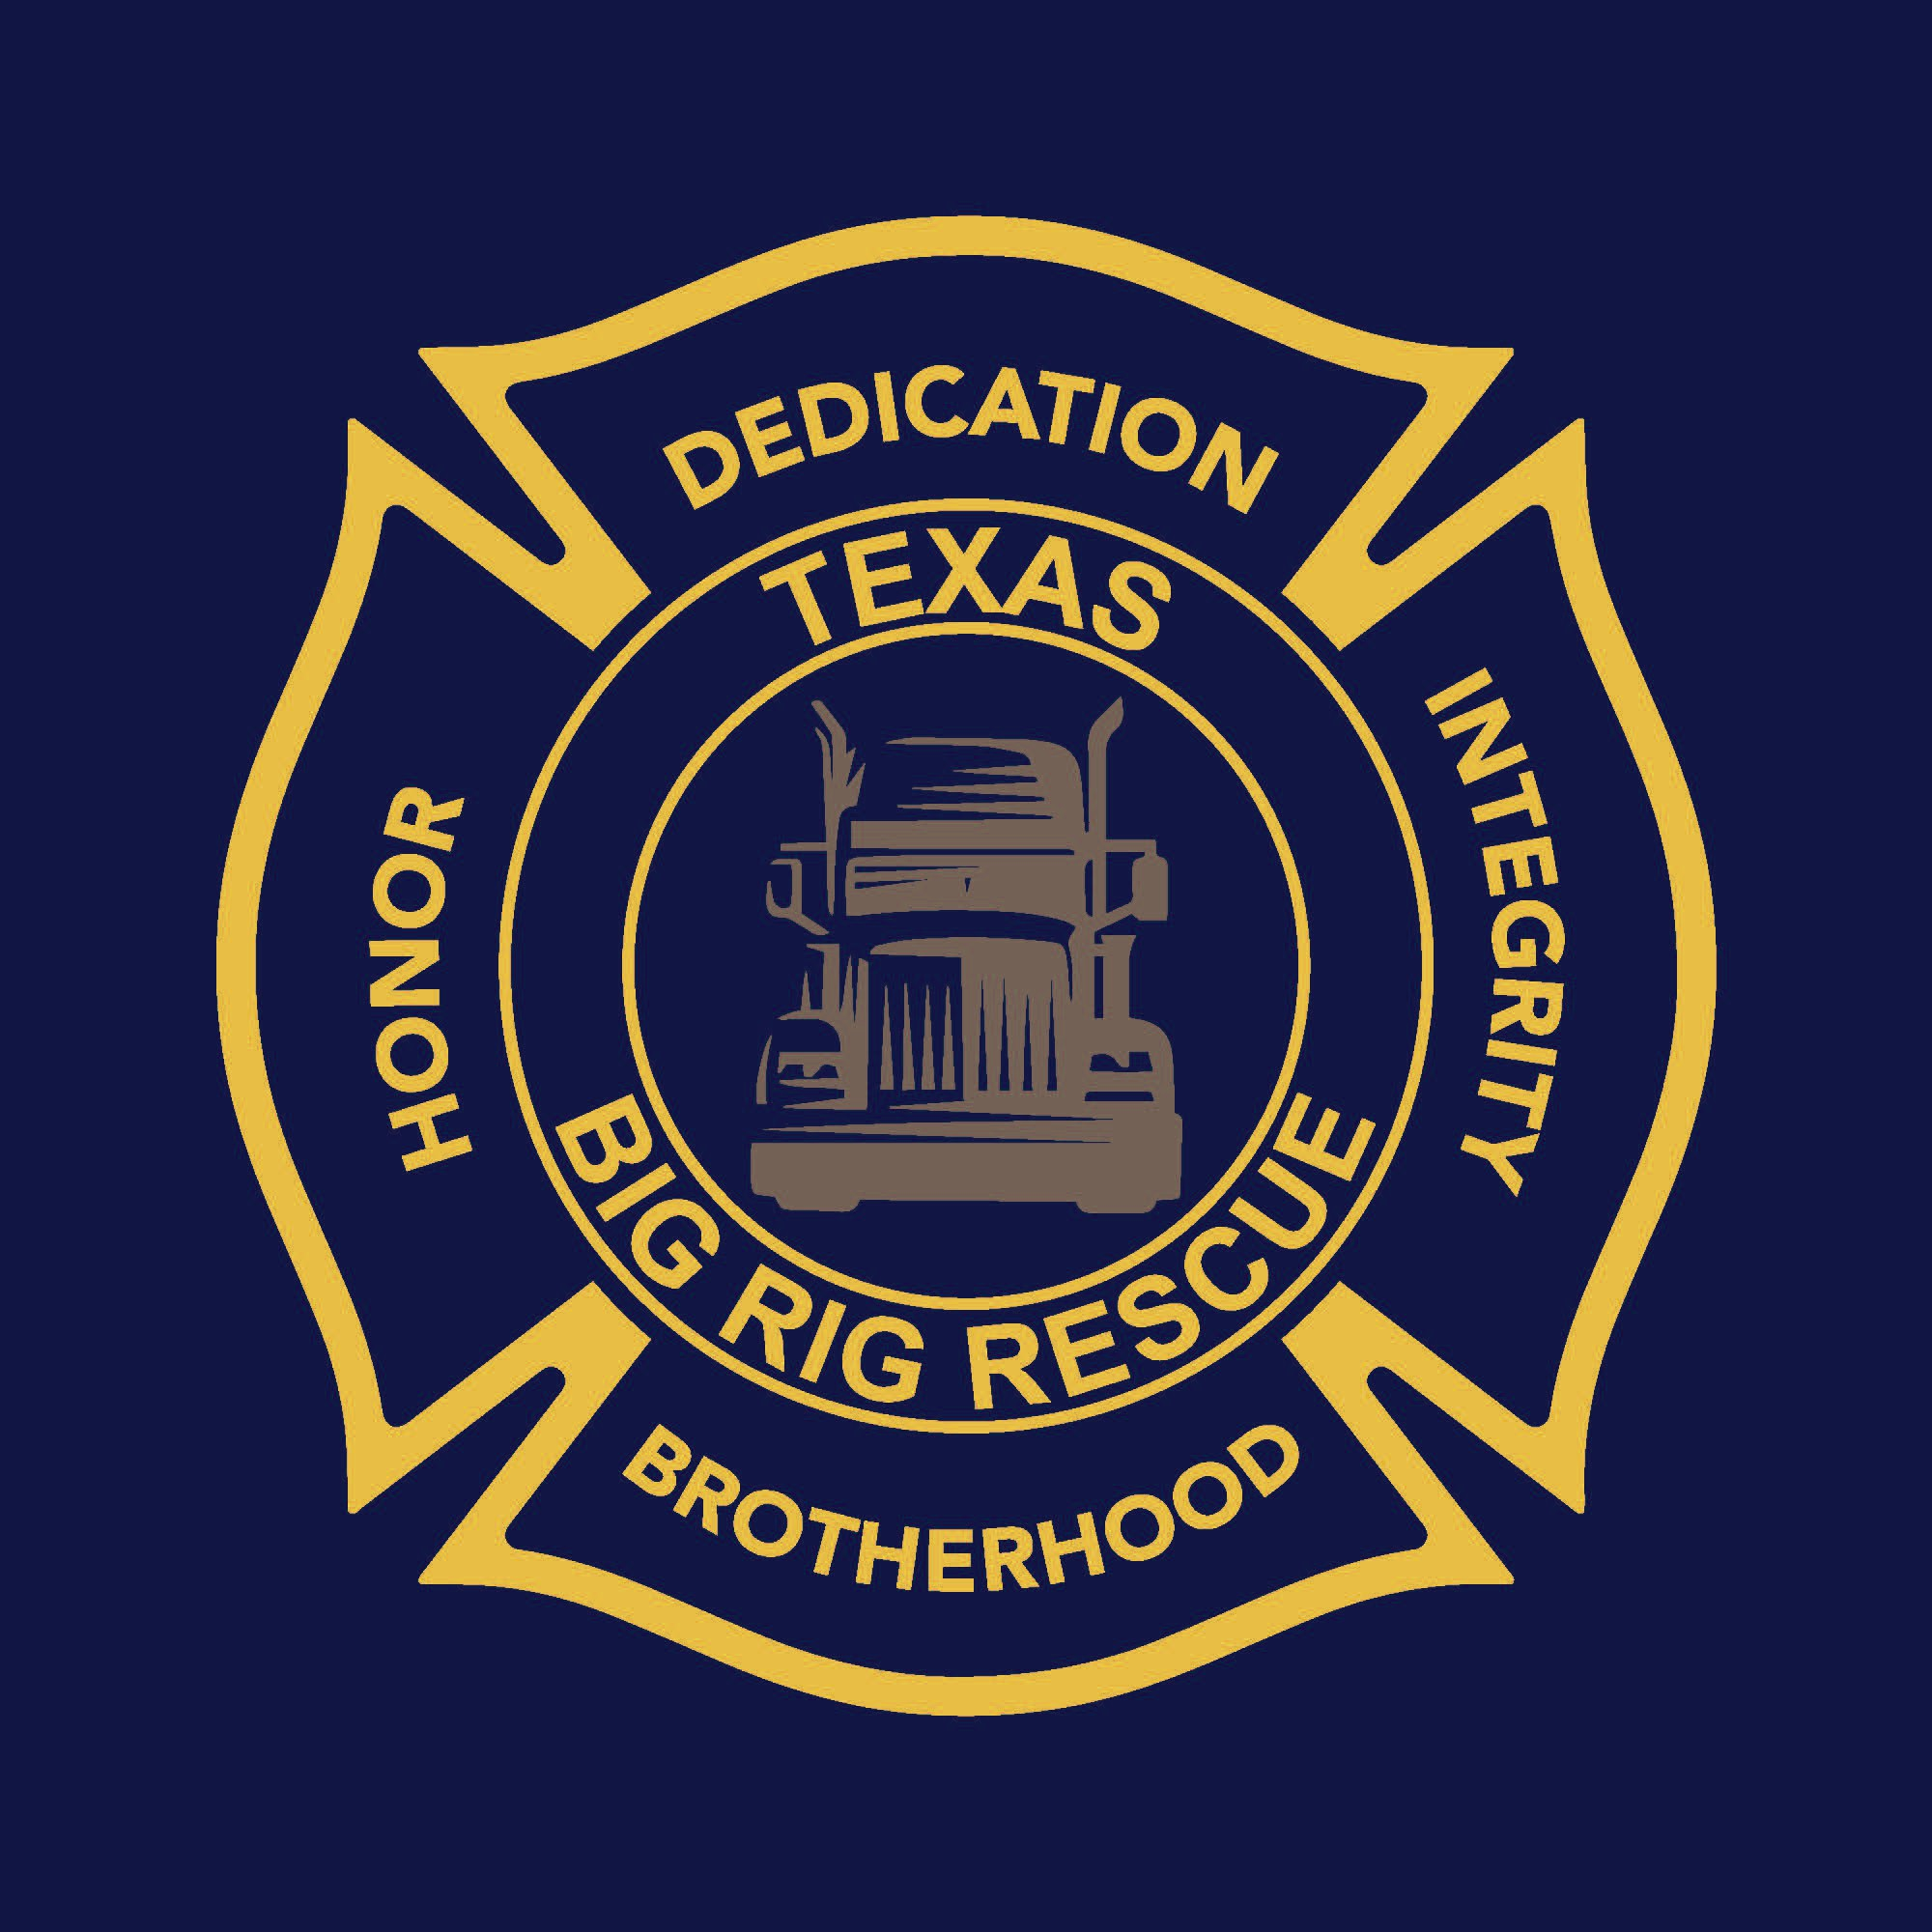 DEDICATION
TEXAS
HONOR
INTEGRITY
BIG RIG RESCUE
BROTHERHOOD